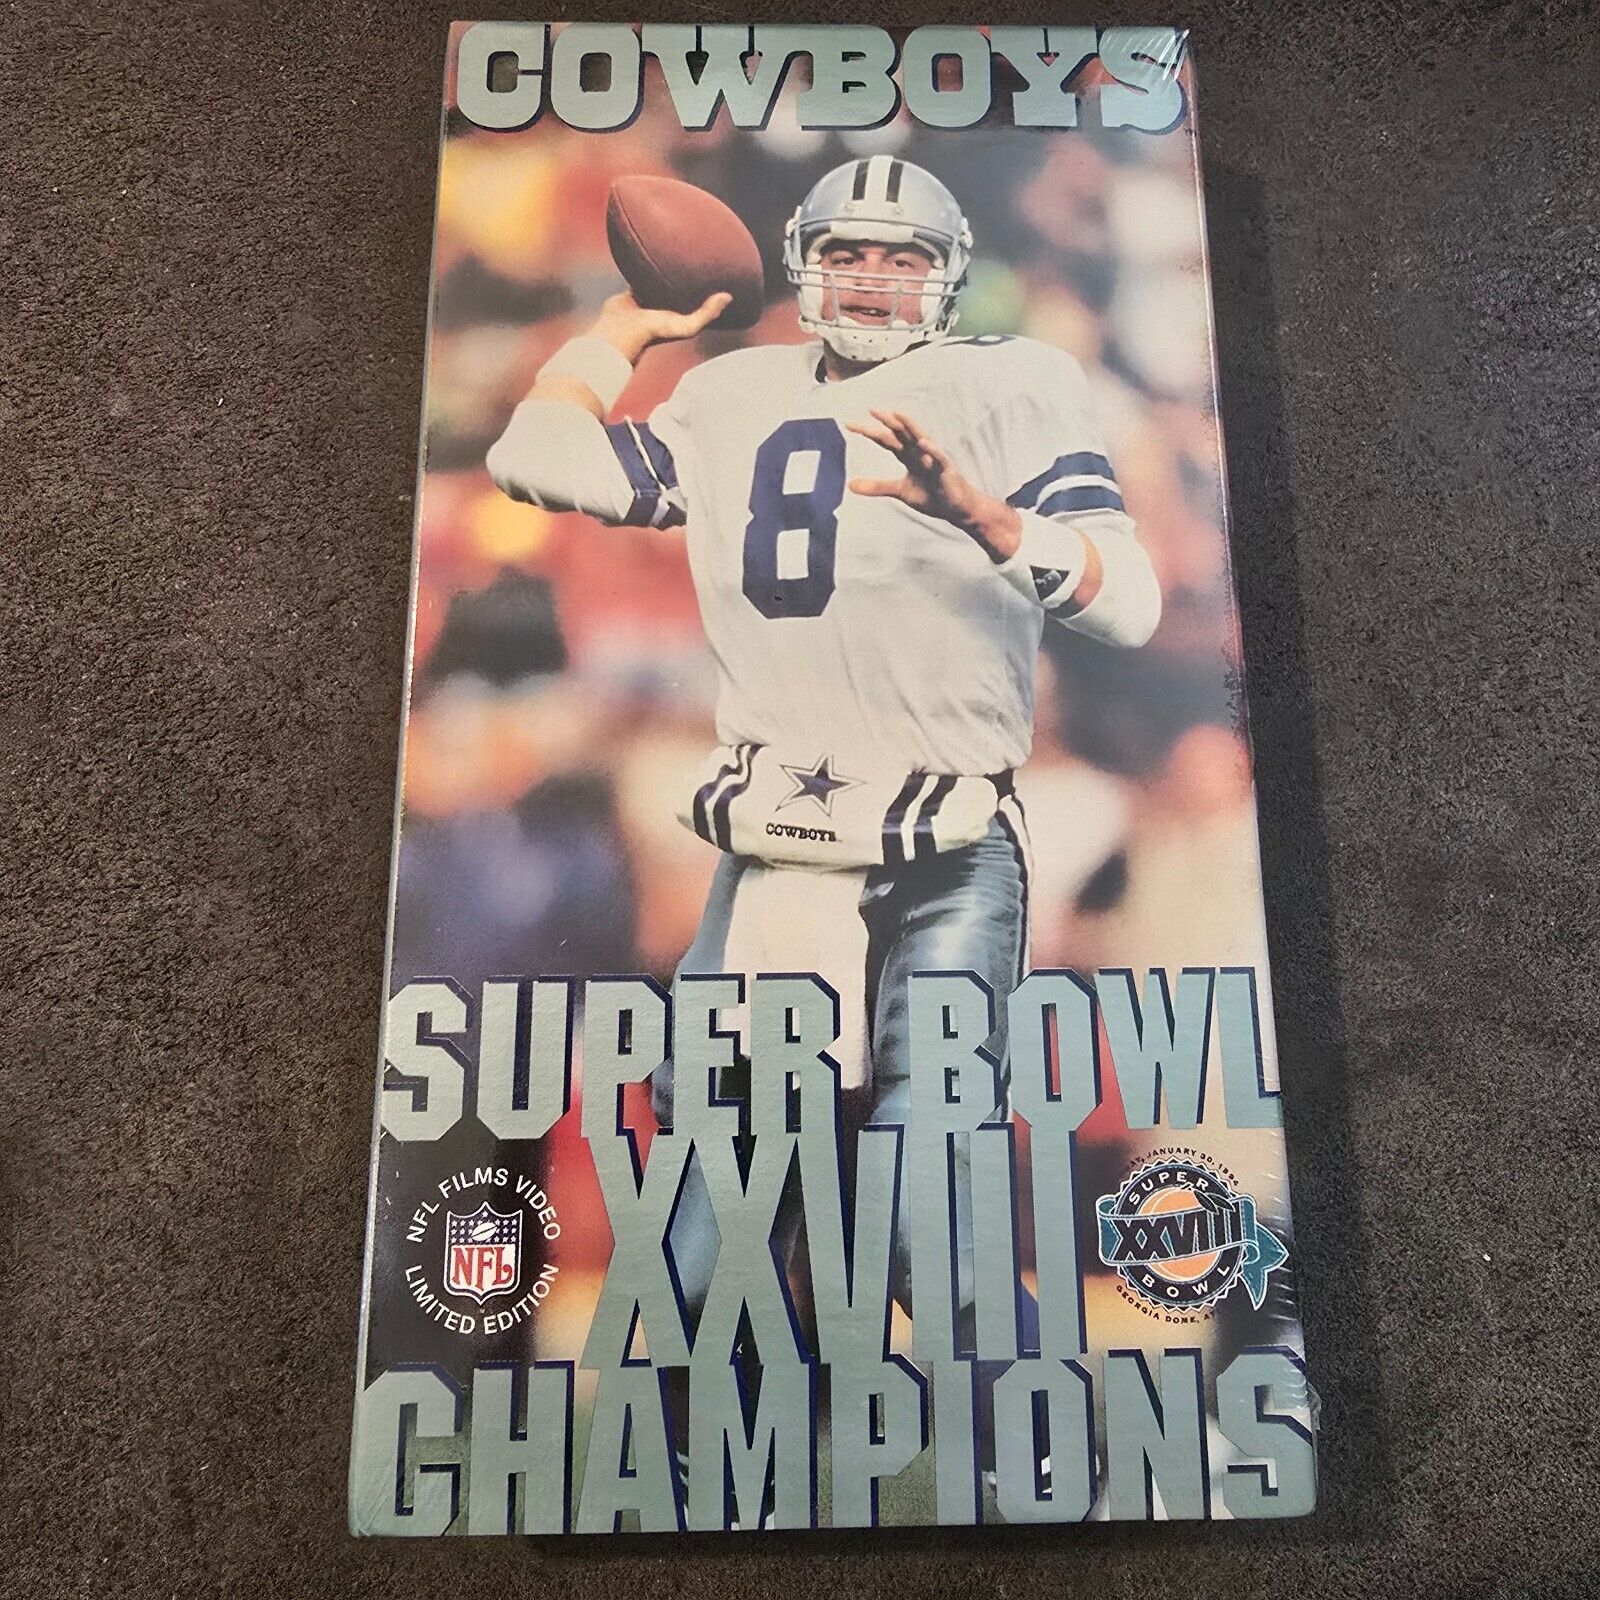 COWBOYS
8
8
COWBOYS
SUPER BOWL
XXVIII
CHAMPIONS
NFL FILMS VIDEO
NFL
LIMITED EDITION
JANUARY 30, 1994
SUPER
XXVIII
BOWL
GEORGIA DOME,